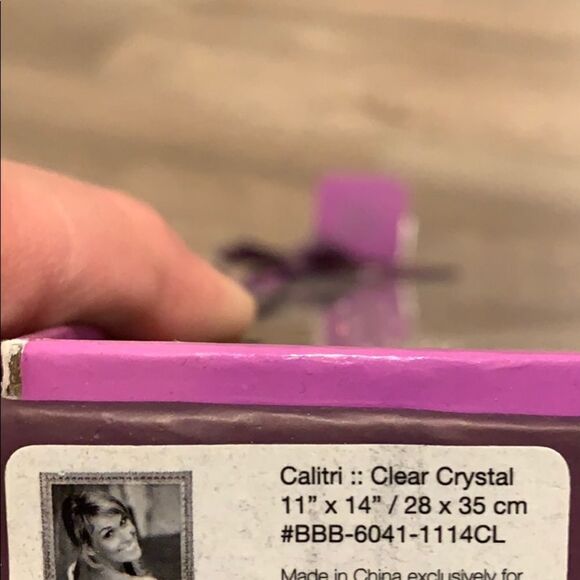 Calitri :: Clear Crystal
11" x 14" / 28 x 35 cm
#BBB-6041-1114CL
Made in China exclusively for